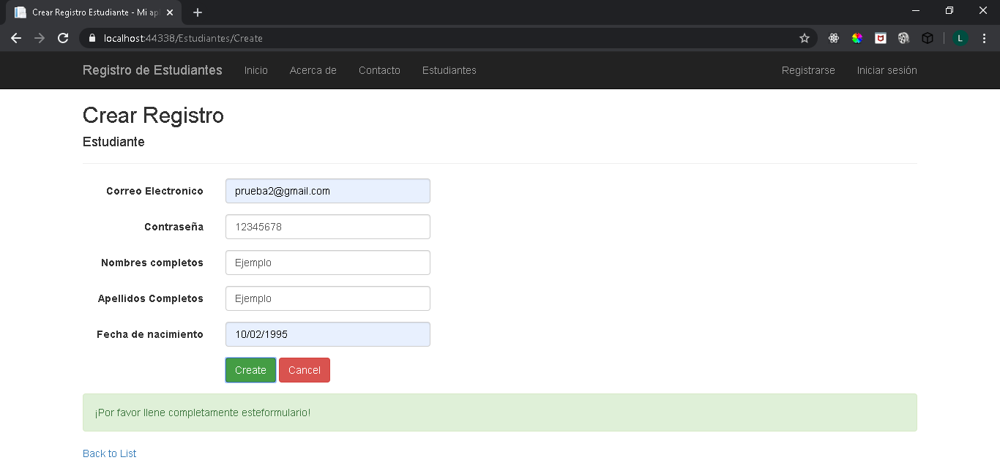 Crear Registro Estudiante - Mi apl
localhost:44338/Estudiantes/Create
L
Registro de Estudiantes Inicio Acerca de Contacto Estudiantes Registrarse Iniciar sesión
Crear Registro
Estudiante
Correo Electronico prueba2@gmail.com
Contraseña 12345678
Nombres completos Ejemplo
Apellidos Completos Ejemplo
Fecha de nacimiento 10/02/1995
Create Cancel
¡Por favor llene completamente esteformulario!
Back to List